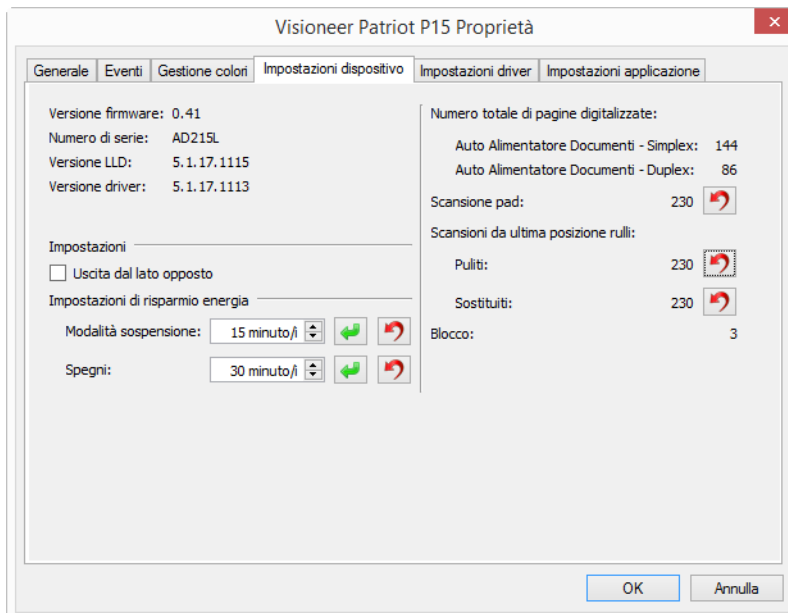 Visioneer Patriot P15 Proprietà
Generale Eventi Gestione colori Impostazioni dispositivo Impostazioni driver Impostazioni applicazione
Versione firmware: 0.41
Numero di serie: AD215L
Versione LLD: 5.1.17.1115
Versione driver: 5.1.17.1113
Impostazioni
Uscita dal lato opposto
Impostazioni di risparmio energia
Modalità sospensione: 15 minuto/i
Spegni: 30 minuto/i
Numero totale di pagine digitalizzate:
Auto Alimentatore Documenti - Simplex: 144
Auto Alimentatore Documenti - Duplex: 86
Scansione pad: 230
Scansioni da ultima posizione rulli:
Puliti: 230
Sostituiti: 230
Blocco: 3
OK Annulla